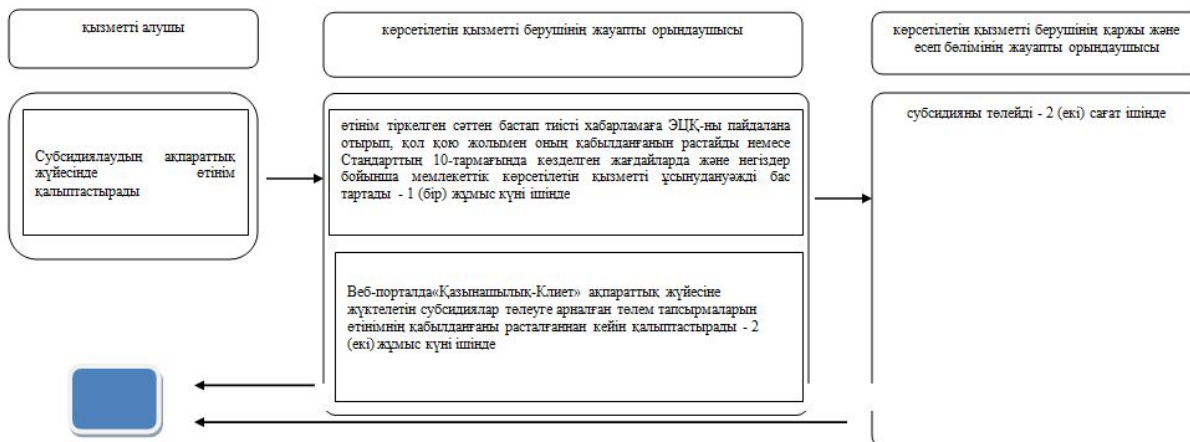 қызметті алушы
көрсетілетін қызметті берушінің жауапты орындаушысы
көрсетілетін қызметті берушінің қаржы және
есеп бөлімінің жауапты орындаушысы
Субсидиялаудың ақпараттық
жүйесінде өтінім
қалыптастырады
өтінім тіркелген сәттен бастап тиісті хабарламаға ЭЦҚ-ны пайдалана
отырып, қол қою жолымен оның қабылданғанын растайды немесе
Стандарттың 10-тармағында көзделген жағдайларда және негіздер
бойынша мемлекеттік көрсетілетін қызметті ұсынудануәжді бас
тартады - 1 (бір) жұмыс күні ішінде
Веб-порталда«Қазынашылық-Клиет» ақпараттық жүйесіне
жүктелетін субсидиялар төлеуге арналған төлем тапсырмаларын
өтінімнің қабылданғаны расталғаннан кейін қалыптастырады - 2
(екі) жұмыс күні ішінде
субсидияны төлейді - 2 (екі) сағат ішінде